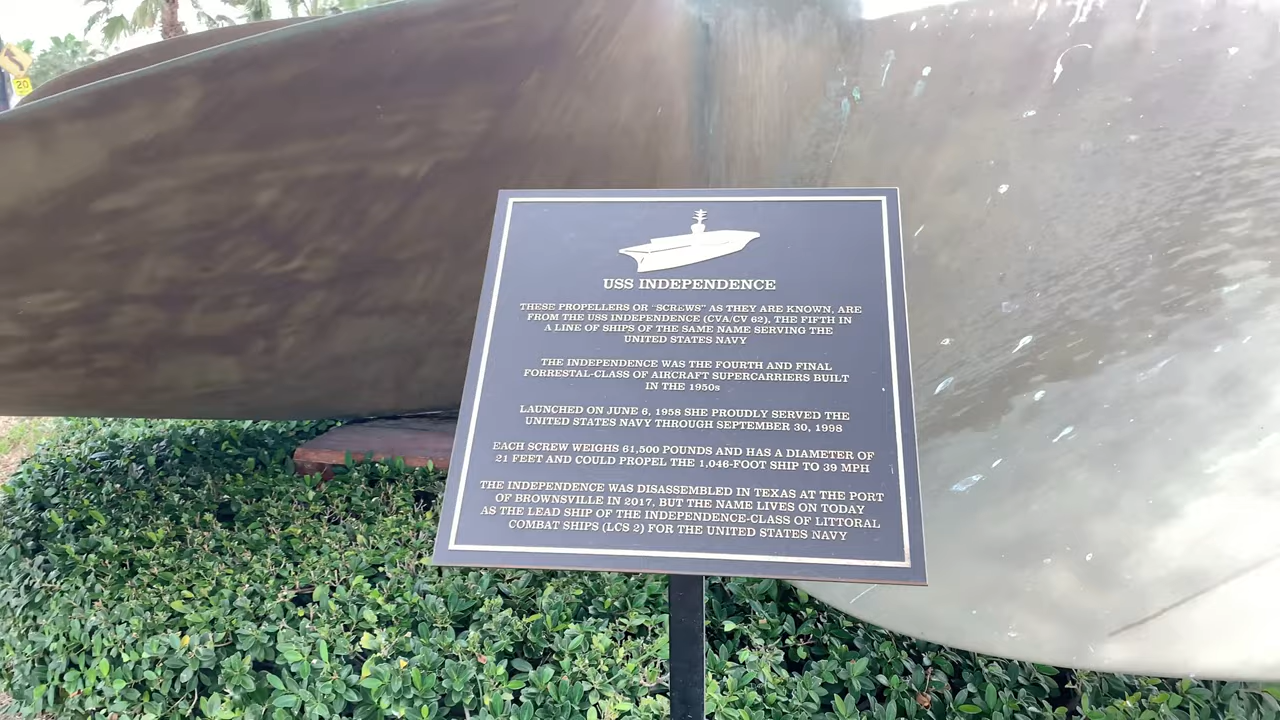 20
USS INDEPENDENCE
THESE PROPELLERS OR "SCREWS" AS THEY ARE KNOWN, ARE
FROM THE USS INDEPENDENCE (CVA/CV 62), THE FIFTH IN
A LINE OF SHIPS OF THE SAME NAME SERVING THE
UNITED STATES NAVY
THE INDEPENDENCE WAS THE FOURTH AND FINAL
FORRESTAL-CLASS OF AIRCRAFT SUPERCARRIERS BUILT
IN THE 1950s
LAUNCHED ON JUNE 6, 1958 SHE PROUDLY SERVED THE
UNITED STATES NAVY THROUGH SEPTEMBER 30, 1998
EACH SCREW WEIGHS 61,500 POUNDS AND HAS A DIAMETER OF
21 FEET AND COULD PROPEL THE 1,046-FOOT SHIP TO 39 MPH
THE INDEPENDENCE WAS DISASSEMBLED IN TEXAS AT THE PORT
OF BROWNSVILLE IN 2017, BUT THE NAME LIVES ON TODAY
AS THE LEAD SHIP OF THE INDEPENDENCE-CLASS OF LITTORAL
COMBAT SHIPS (LCS 2) FOR THE UNITED STATES NAVY